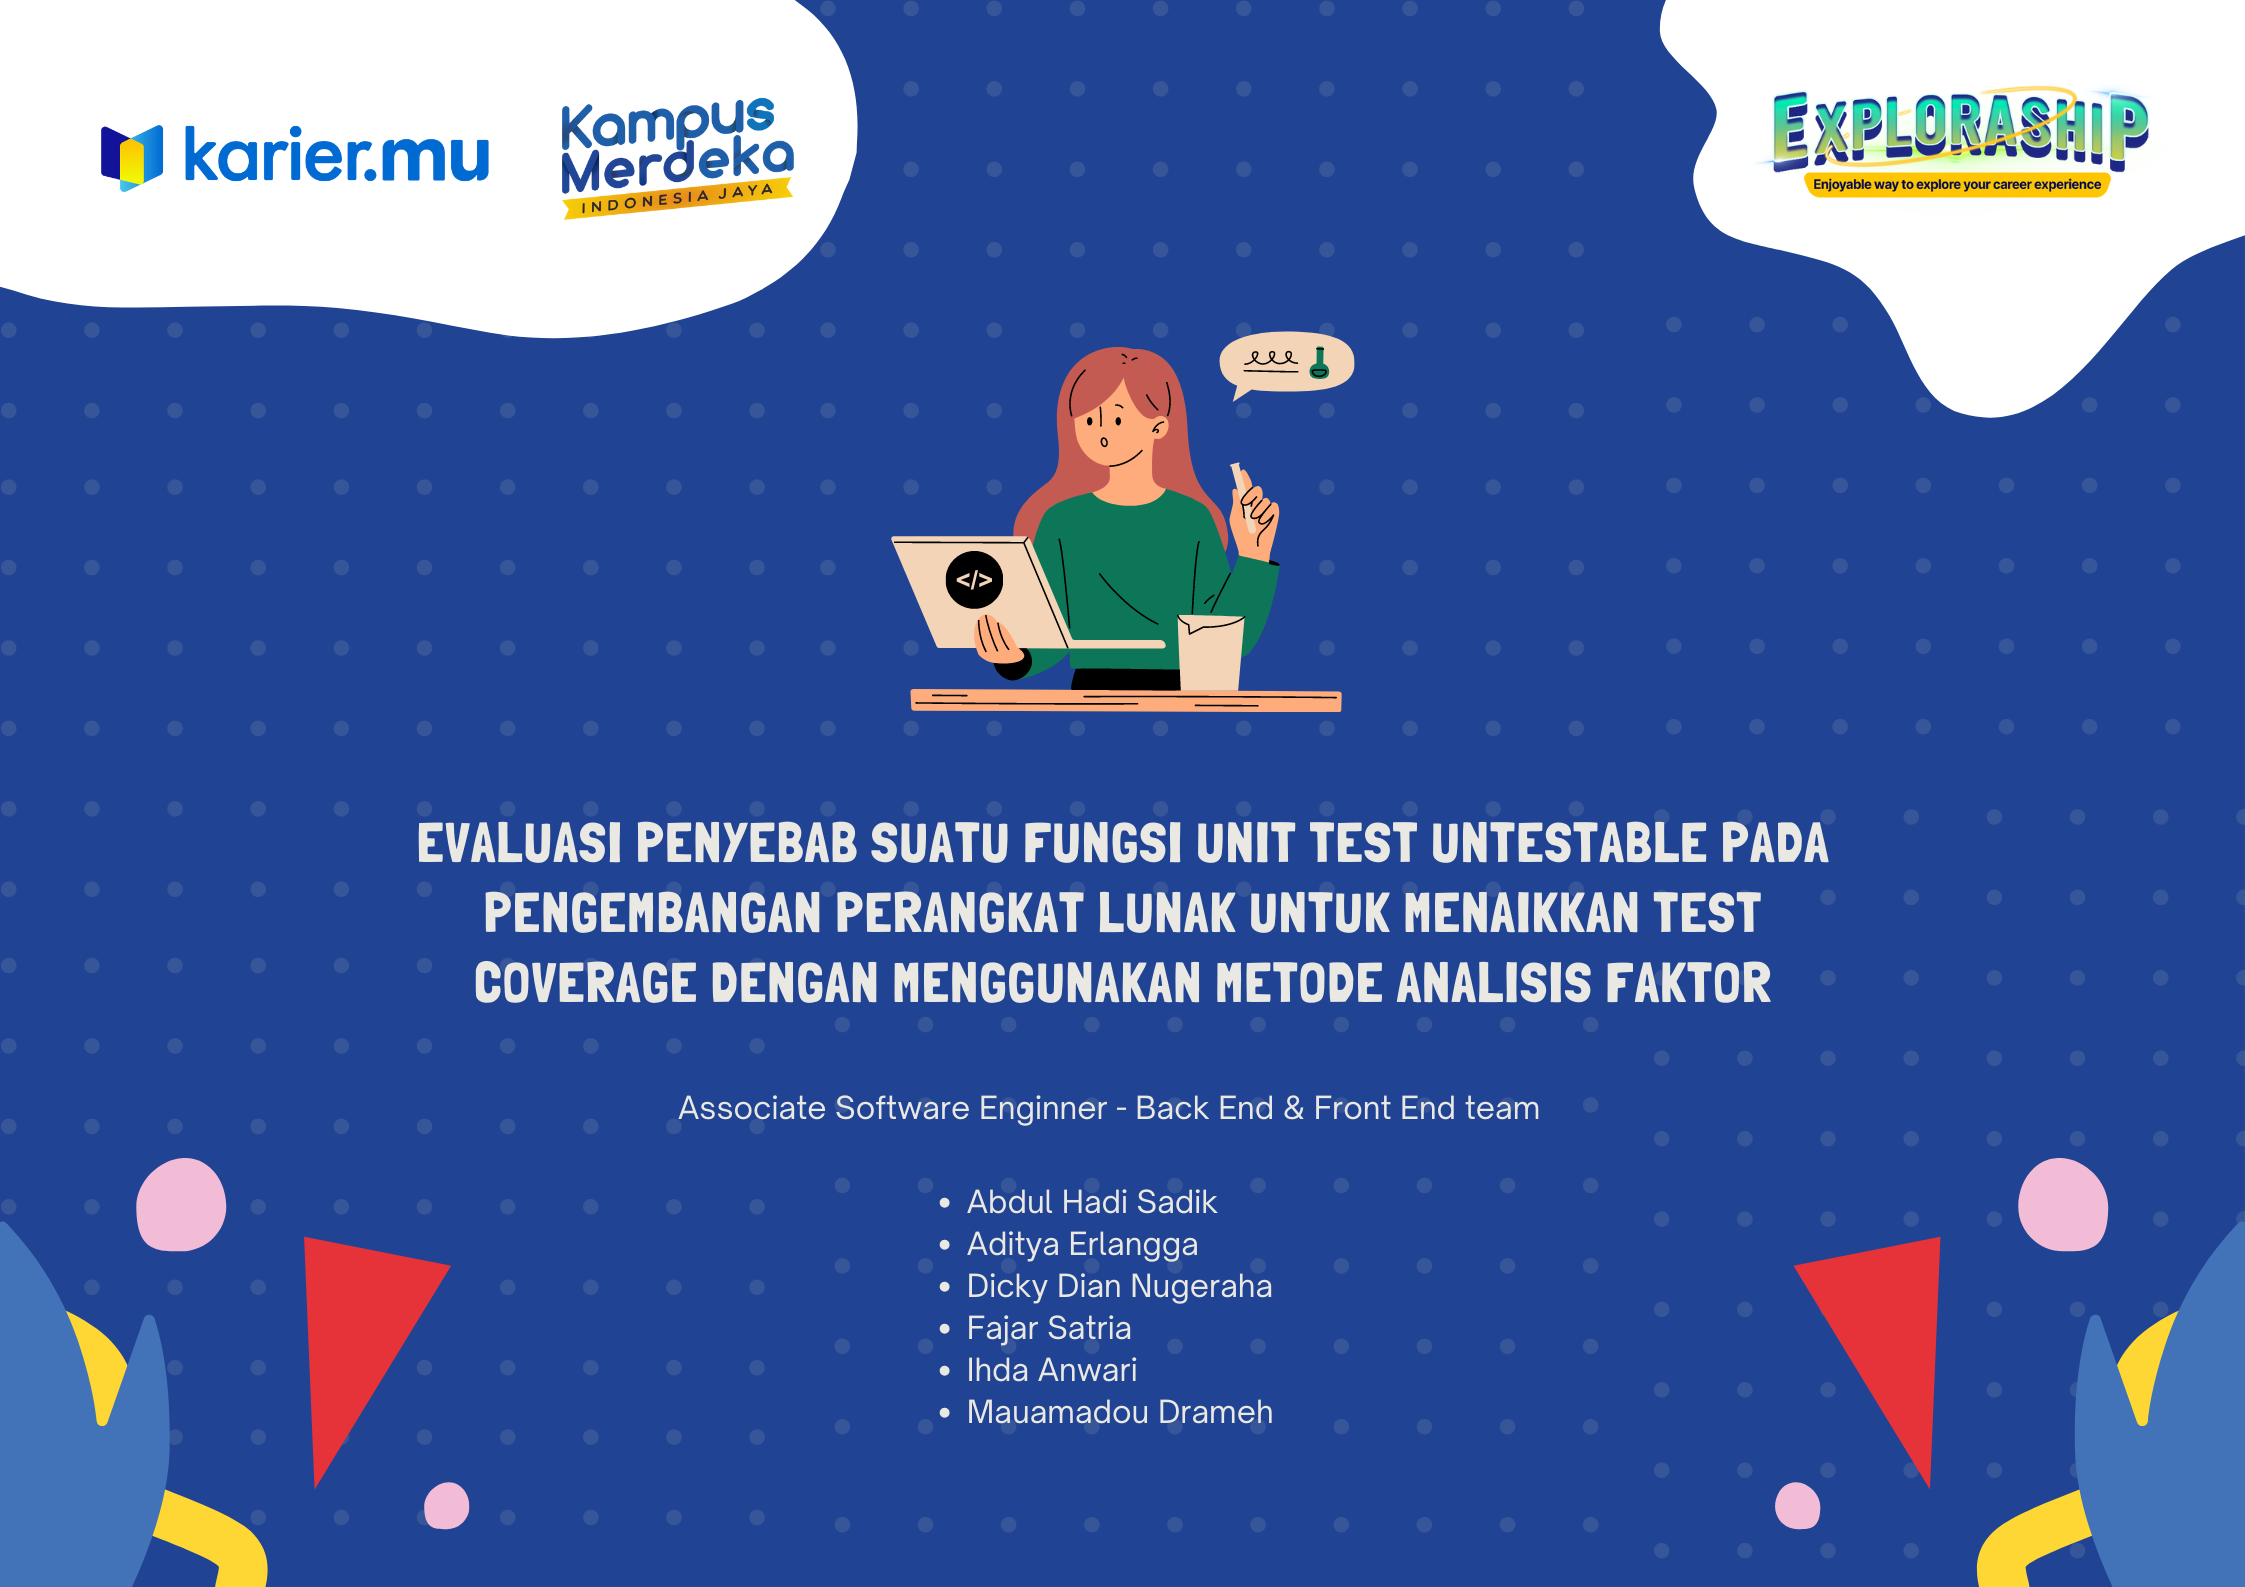 karier.mu
Kampus
Merdeka
INDONESIA JAYA
EXPLORASHIP
Enjoyable way to explore your career experience
</>
EVALUASI PENYEBAB SUATU FUNGSI UNIT TEST UNTESTABLE PADA
PENGEMBANGAN PERANGKAT LUNAK UNTUK MENAIKKAN TEST
COVERAGE DENGAN MENGGUNAKAN METODE ANALISIS FAKTOR
Associate Software Enginner - Back End & Front End team
• Abdul Hadi Sadik
• Aditya Erlangga
• Dicky Dian Nugeraha
• Fajar Satria
• Ihda Anwari
• Mauamadou Drameh